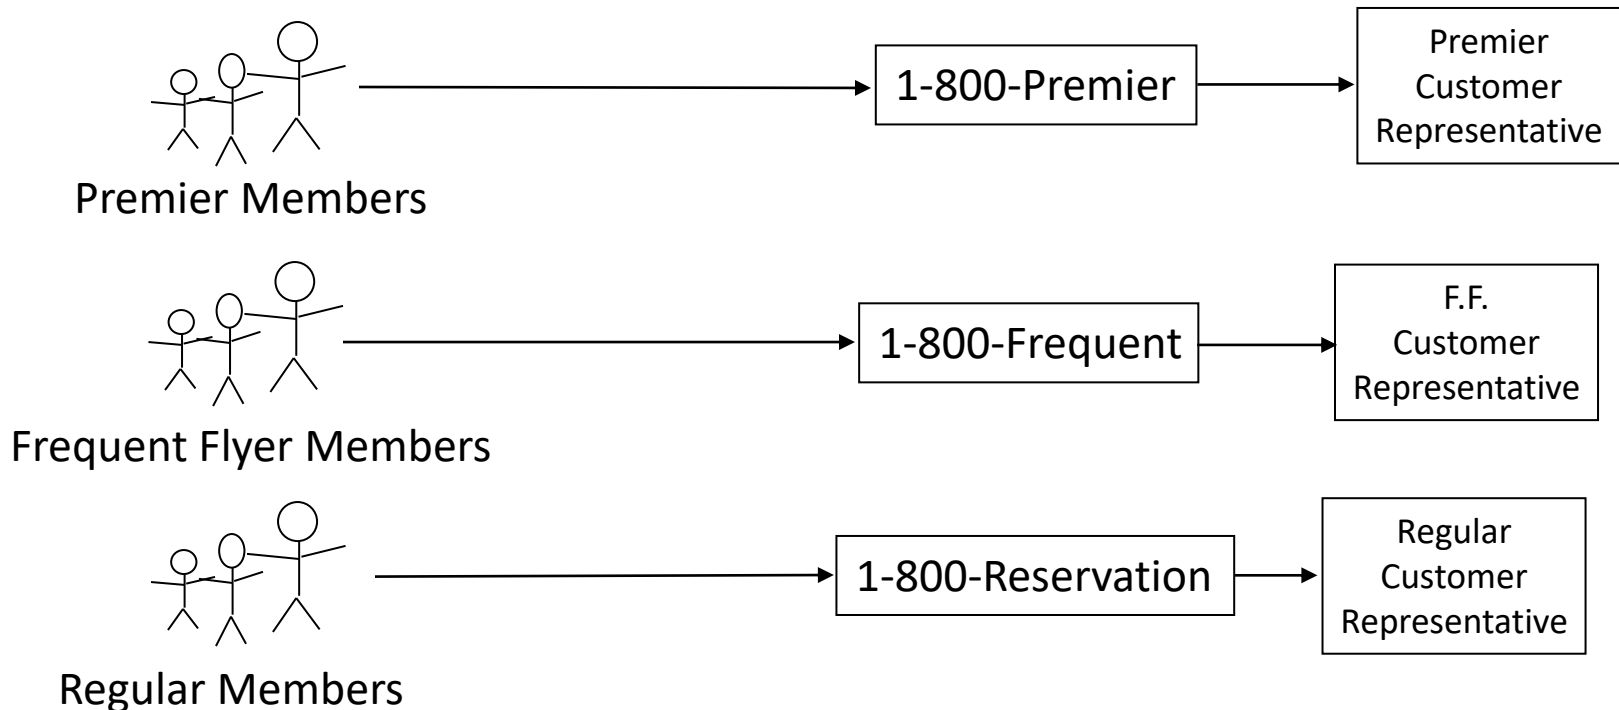 1-800-Premier
Premier
Customer
Representative
Premier Members
1-800-Frequent
F.F.
Customer
Representative
Frequent Flyer Members
1-800-Reservation
Regular
Customer
Representative
Regular Members